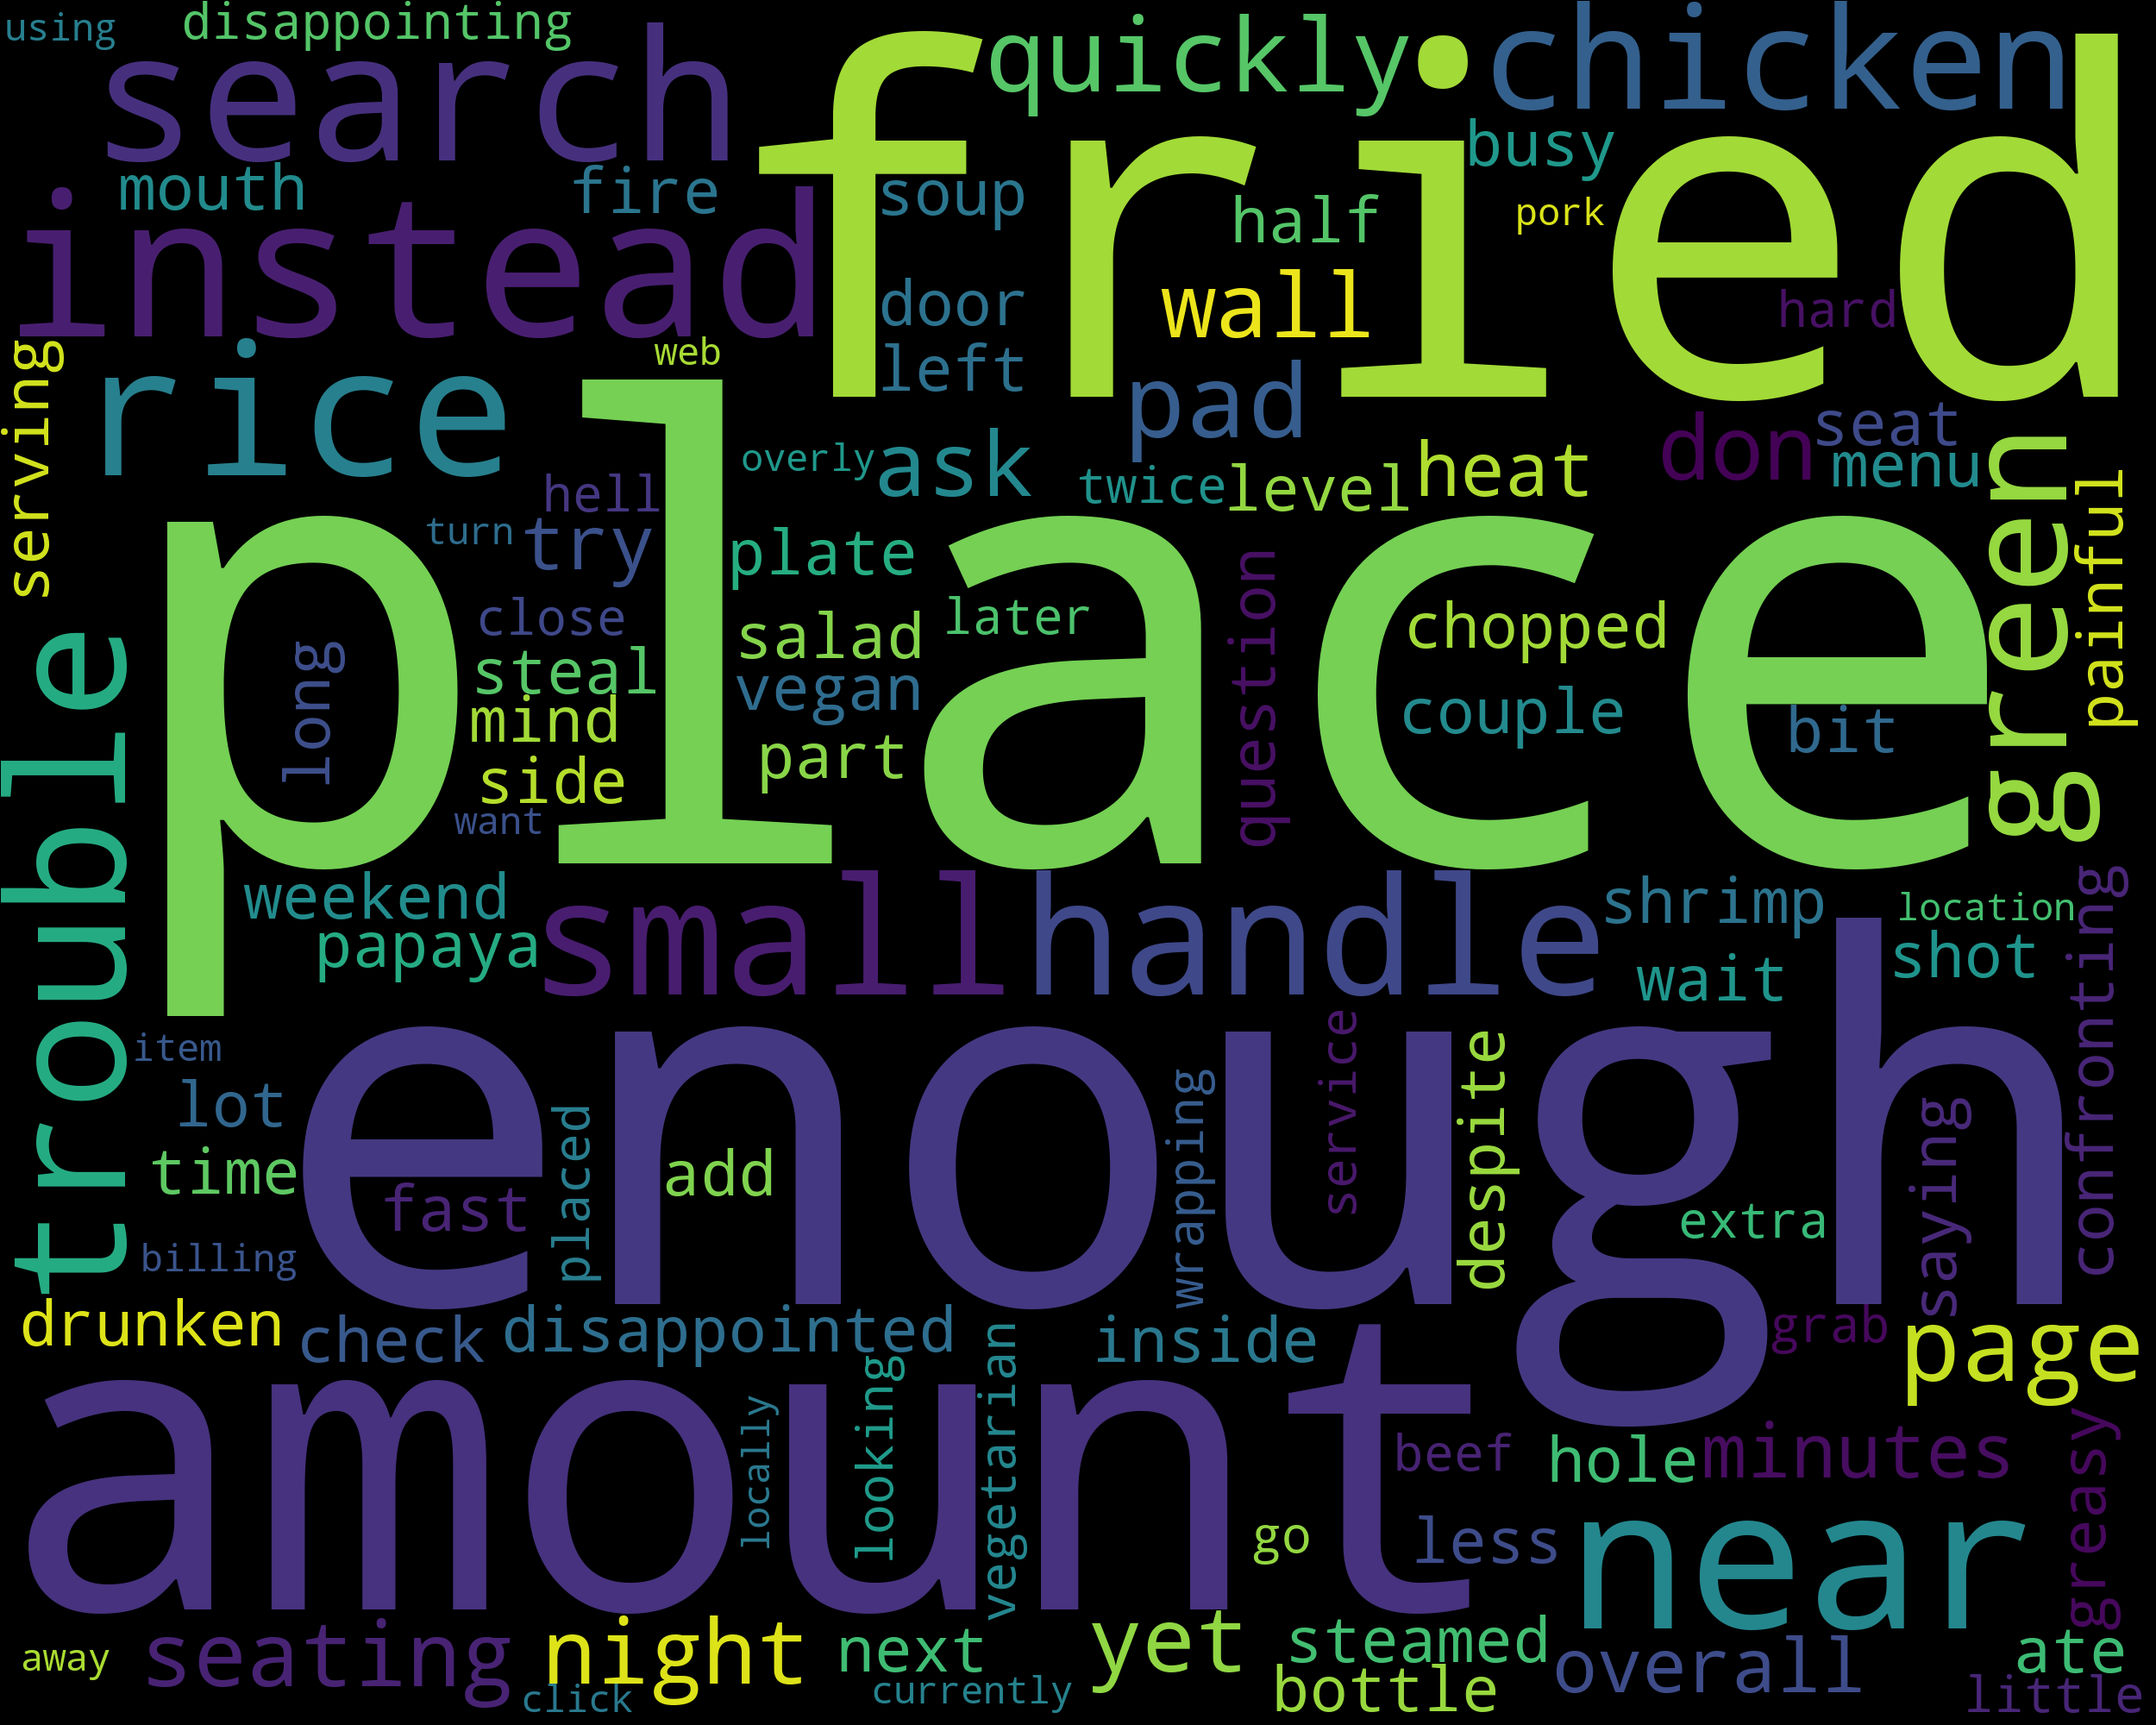 using
disappointing
search
fried
quickly
chicken
busy
mouth
fire
soup
half
pork
instead
door
wall
hard
left
web
rice
serving
pad
don
seat
menu
overly
ask
twice
level
heat
green
painful
hell
turn
try
place
plate
close
salad
later
question
chopped
long
steal
vegan
couple
bit
mind
part
side
want
trouble
weekend
papaya
small
handle
shrimp
location
wait
shot
confronting
item
lot
enough
service
despite
wrapping
saying
placed
time
add
fast
extra
billing
drunken
check
disappointed
inside
grab
page
amount
locally
looking
vegetarian
beef
hole
minutes
greasy
go
less
near
away
seating
night
next
yet
steamed
overall
ate
click
currently
bottle
little